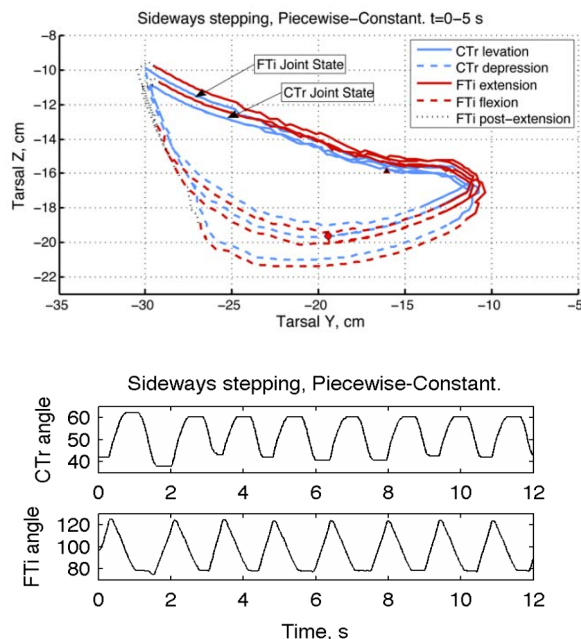 Sideways stepping, Piecewise-Constant. t=0−5 s
−8
−10
−12
−14
−16
−18
−20
−22
Tarsal Z, cm
FTi Joint State
CTr Joint State
CTr levation
CTr depression
FTi extension
FTi flexion
FTi post−extension
−35 −30 −25 −20 −15 −10 −5
Tarsal Y, cm
Sideways stepping, Piecewise-Constant.
CTr angle
60
50
40
0 2 4 6 8 10 12
FTi angle
120
100
80
0 2 4 6 8 10 12
Time, s